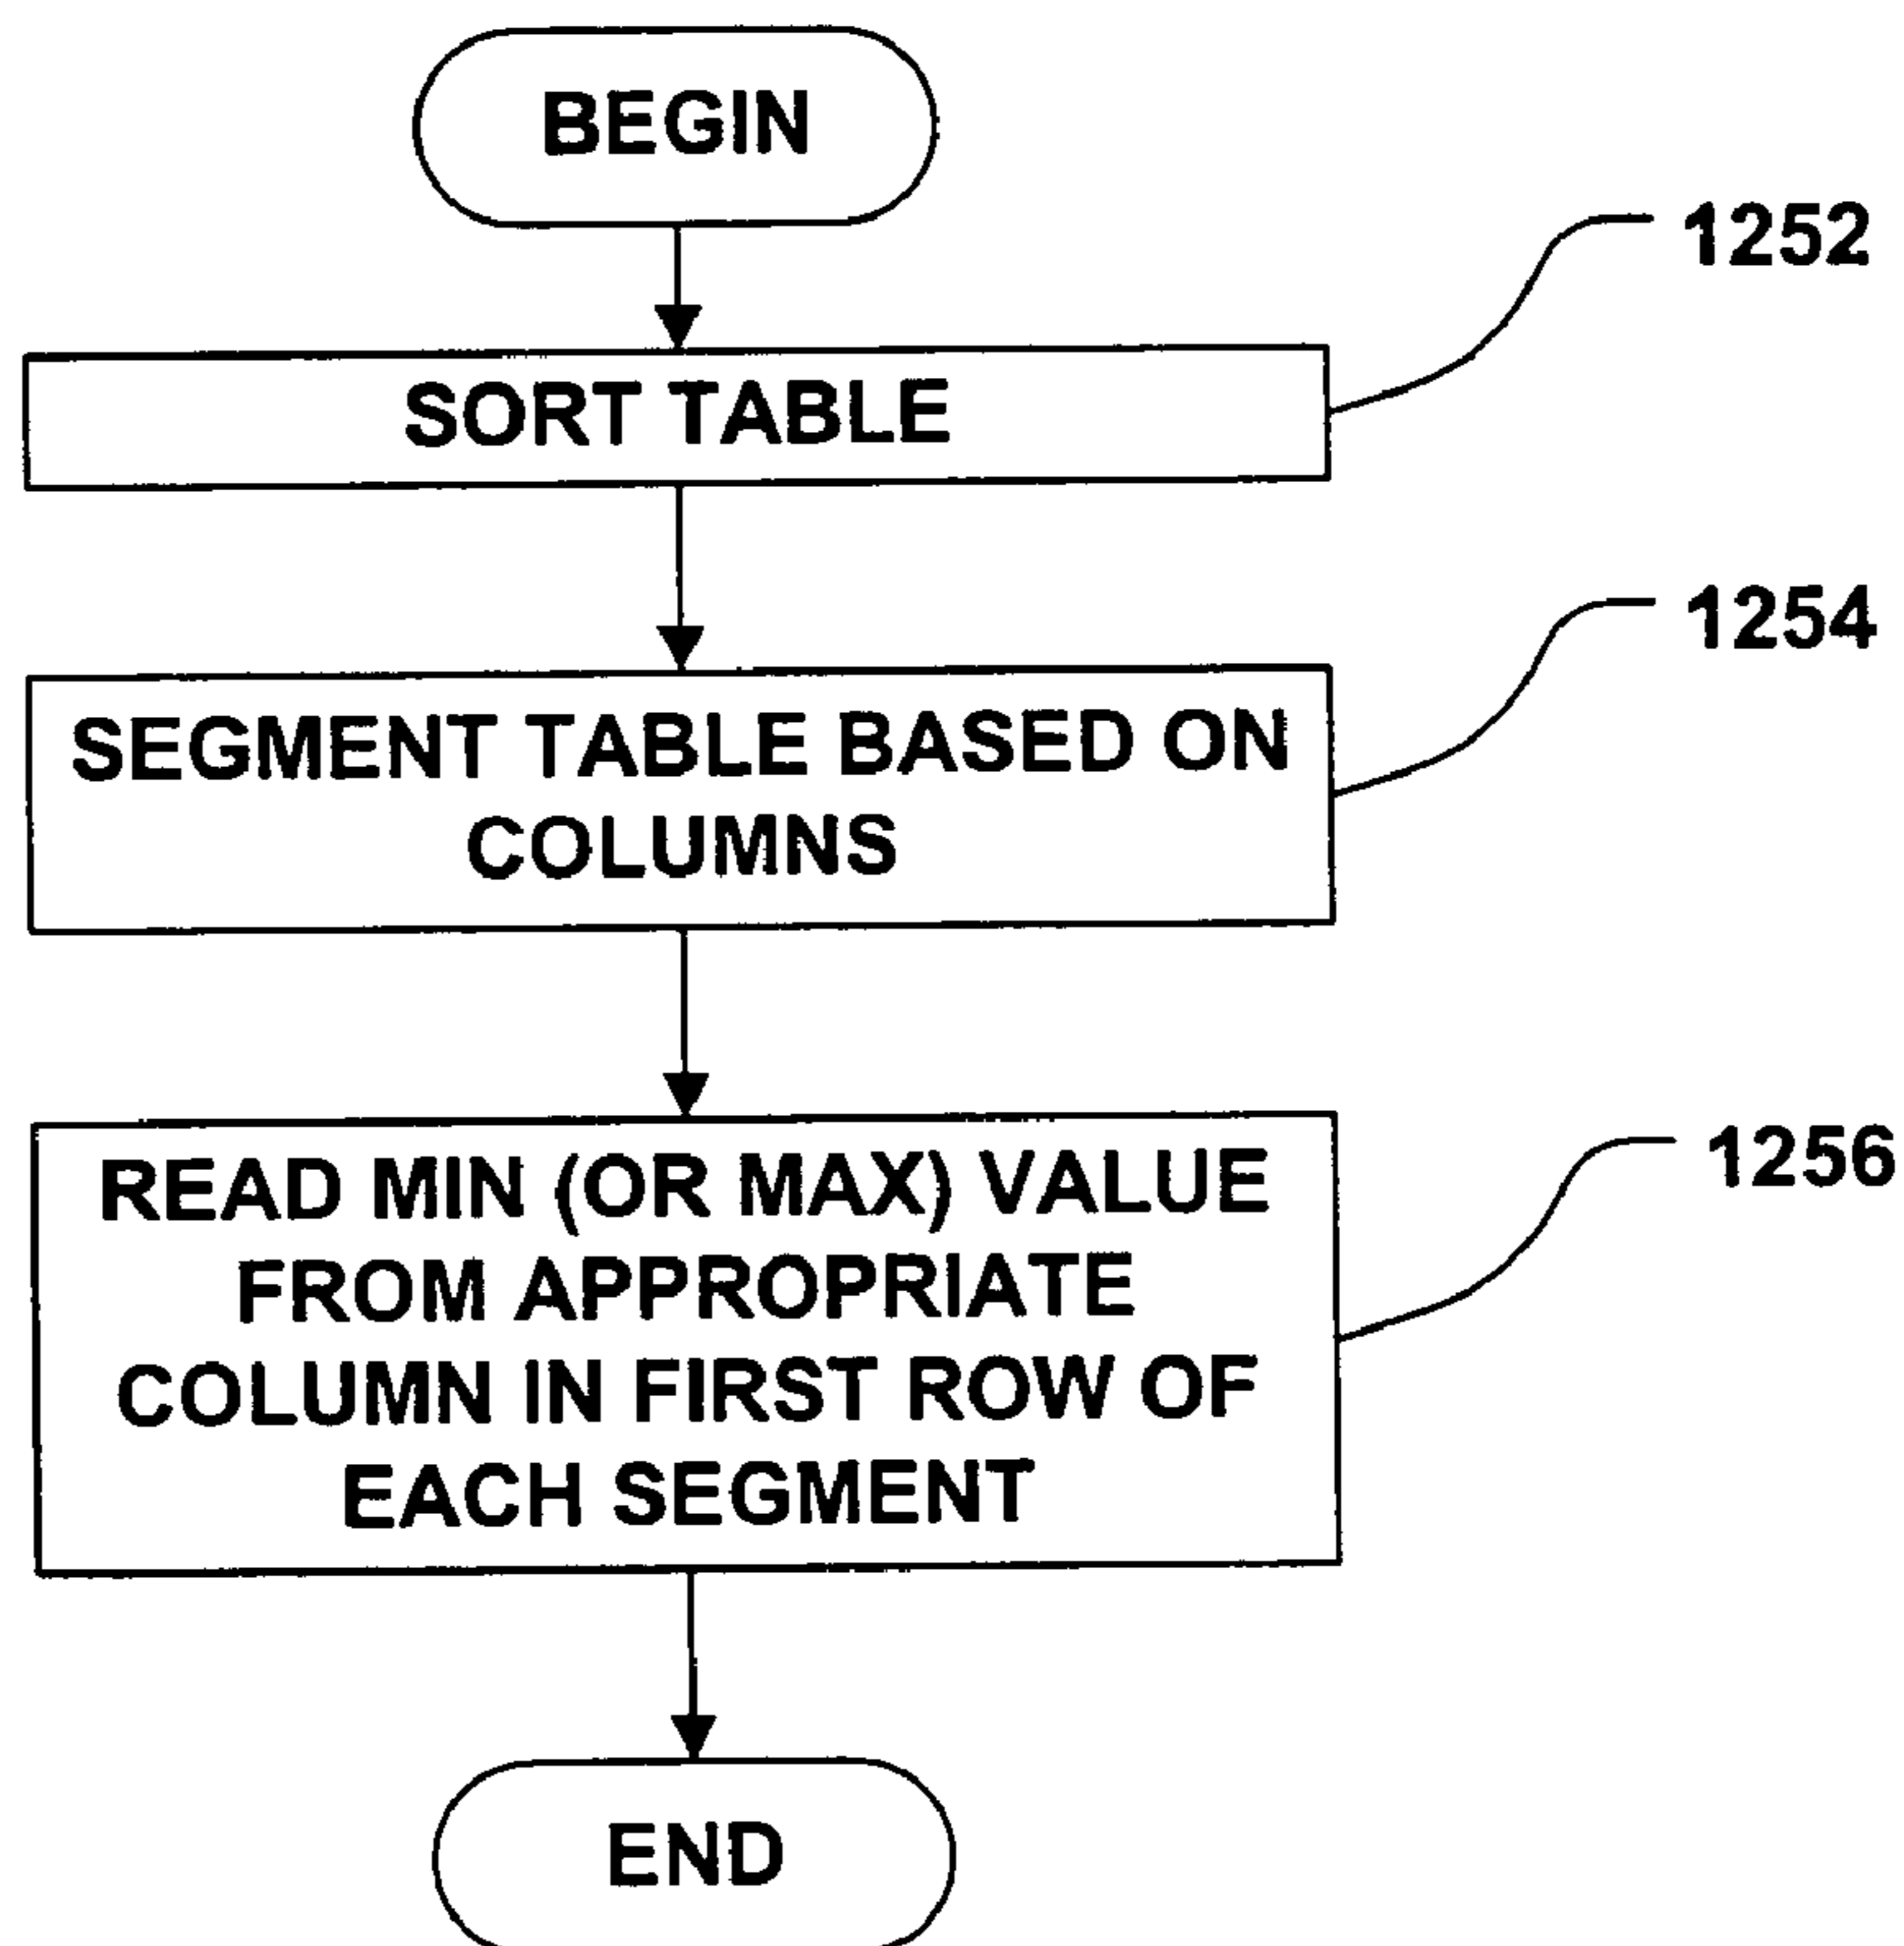 BEGIN
1252
SORT TABLE
1254
SEGMENT TABLE BASED ON
COLUMNS
1256
READ MIN (OR MAX) VALUE
FROM APPROPRIATE
COLUMN IN FIRST ROW OF
EACH SEGMENT
END